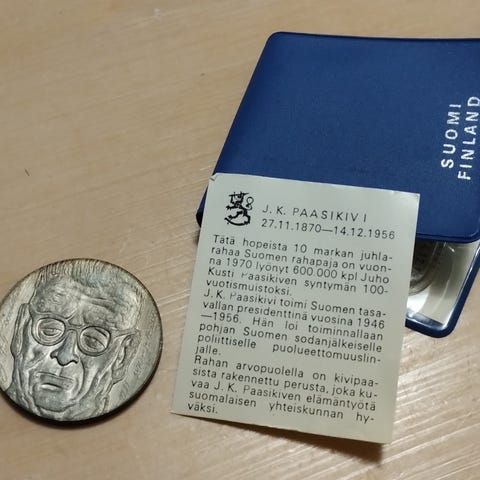 SUOMI
FINLAND
J. K. PAASIKIVI
27.11.1870—14.12.1956
Tätä hopeista 10 markan juhla-
rahaa Suomen rahapaja on vuon-
na 1970 lyönyt 600.000 kpl Juho
Kusti Paasikiven syntymän 100-
vuotismuistoksi.
J. K. Paasikivi toimi Suomen tasa-
vallan presidenttinä vuosina 1946
—1956. Hän loi toiminnallaan
pohjan Suomen sodanjälkeiselle
poliittiselle puolueettomuuslin-
jalle.
Rahan arvopuolella on kivipaa-
sista rakennettu perusta, joka ku-
vaa J. K. Paasikiven elämäntyötä
suomalaisen yhteiskunnan hy-
väksi.